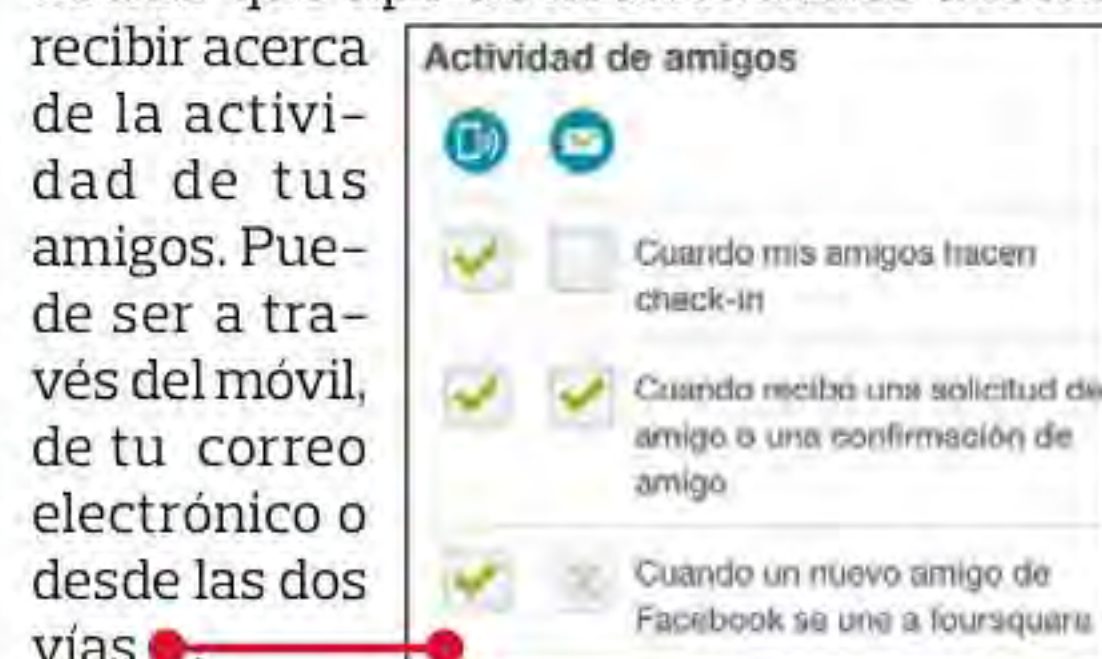 recibir acerca
de la activi-
dad de tus
amigos. Pue-
de ser a tra-
vés del móvil,
de tu correo
electrónico o
desde las dos
vías
Actividad de amigos
Cuando mis amigos hacen
check-in
Cuando recibo una solicitud de
amigo o una confirmación de
amigo
Cuando un nuevo amigo de
Facebook se une a foursquare